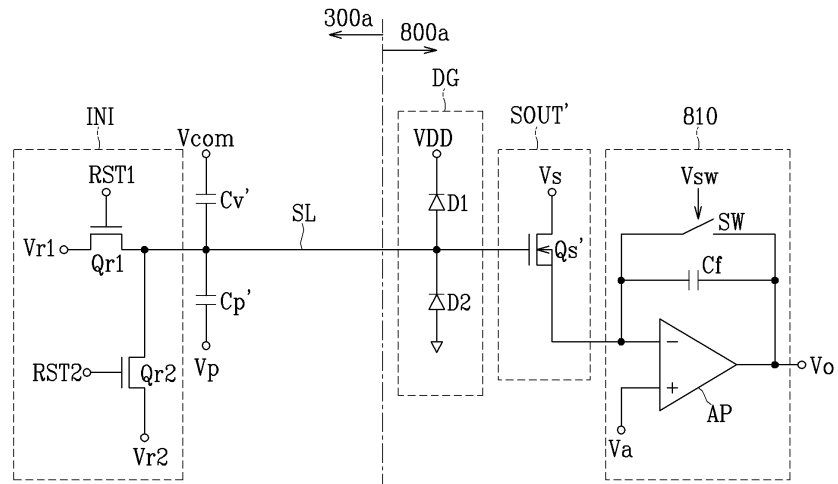 300a
800a
DG
INI
SOUT'
810
Vcom
VDD
Vs
Vsw
RST1
Cv'
D1
SW
SL
Vr1
Qr1
Qs'
Cf
Cp'
D2
Vp
RST2
Qr2
−
+
Vo
AP
Vr2
Va